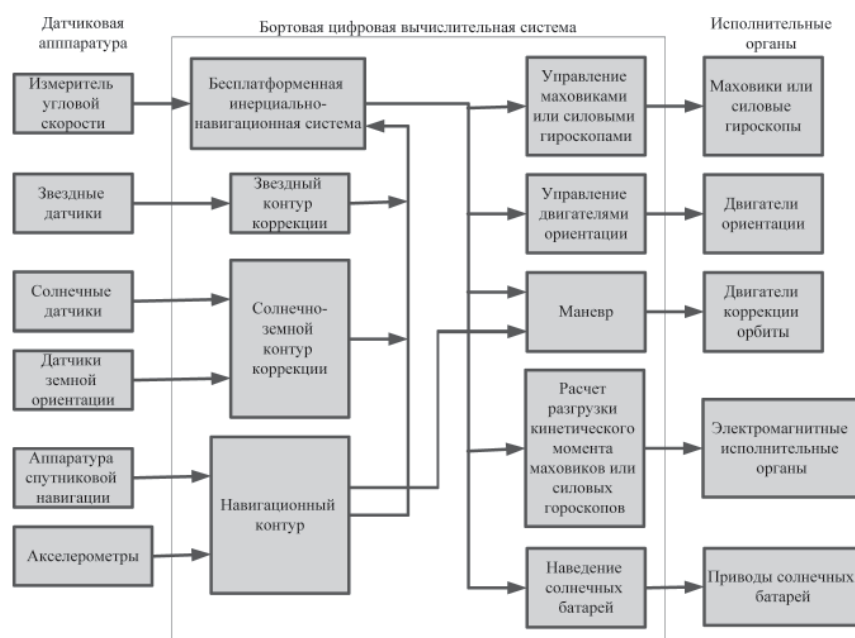 Датчиковая
апппаратура
Бортовая цифровая вычислительная система
Исполнительные
органы
Измеритель
угловой
скорости
Бесплатформенная
инерциально-
навигационная система
Управление
маховиками
или силовыми
гироскопами
Маховики или
силовые
гироскопы
Звездные
датчики
Звездный
контур
коррекции
Управление
двигателями
ориентации
Двигатели
ориентации
Солнечные
датчики
Солнечно-
земной
контур
коррекции
Маневр
Двигатели
коррекции
орбиты
Датчики
земной
ориентации
Аппаратура
спутниковой
навигации
Навигационный
контур
Расчет
разгрузки
кинетического
момента
маховиков или
силовых
гороскопов
Электромагнитные
исполнительные
органы
Акселерометры
Наведение
солнечных
батарей
Приводы солнечных
батарей